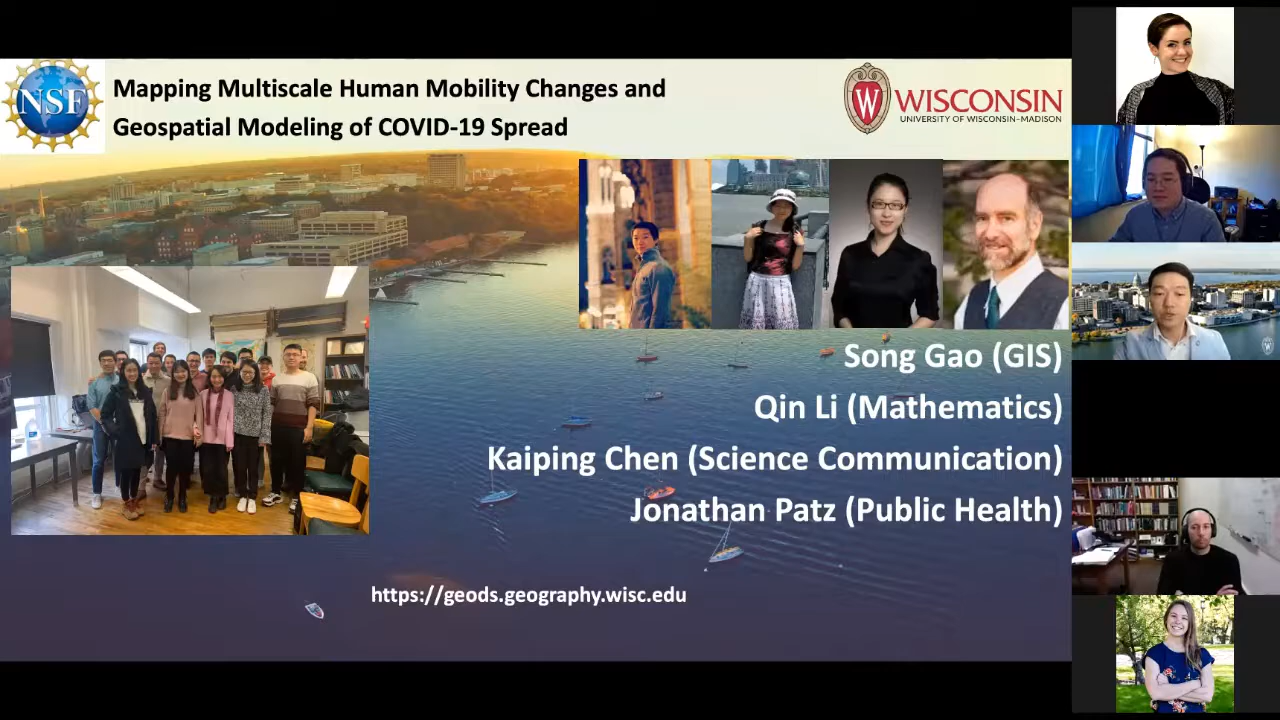 NSF
Mapping Multiscale Human Mobility Changes and
Geospatial Modeling of COVID-19 Spread
W
WISCONSIN
UNIVERSITY OF WISCONSIN-MADISON
Song Gao (GIS)
Qin Li (Mathematics)
Kaiping Chen (Science Communication)
Jonathan Patz (Public Health)
https://geods.geography.wisc.edu